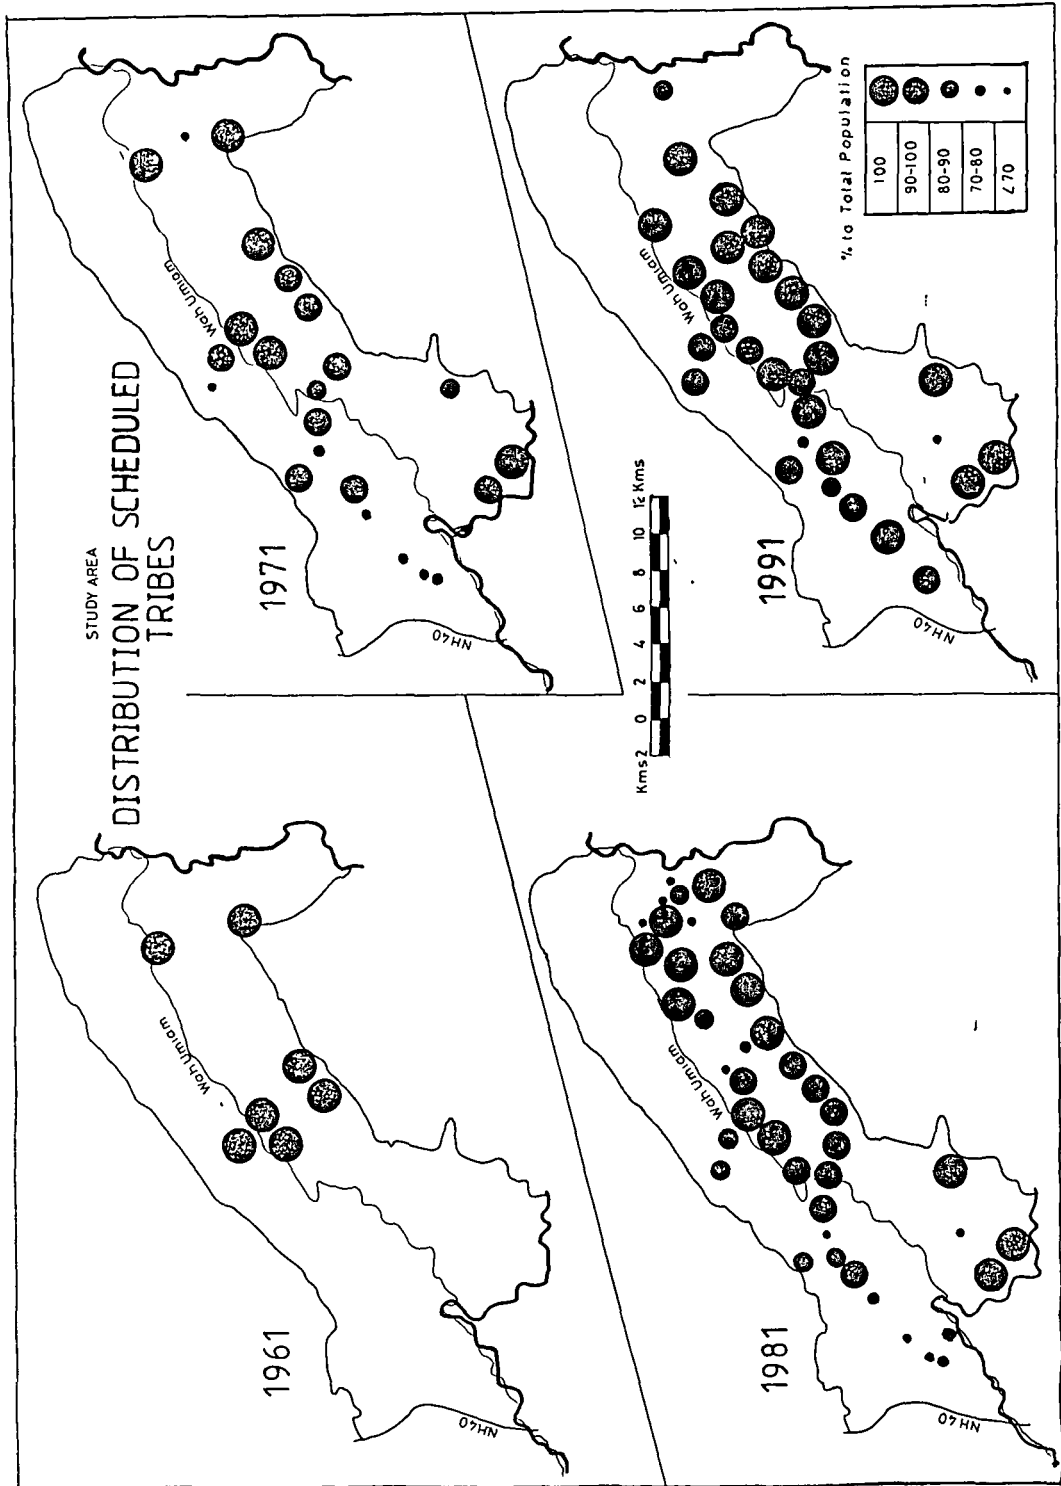 STUDY AREA
DISTRIBUTION OF SCHEDULED
TRIBES
1961
Wah Umiam
NH40
1971
Wah Umiam
NH40
1981
Wah Umiam
NH40
1991
Wah Umiam
NH40
Kms 2 0 2 4 6 8 10 12 Kms
% to Total Population
100
90-100
80-90
70-80
∠70